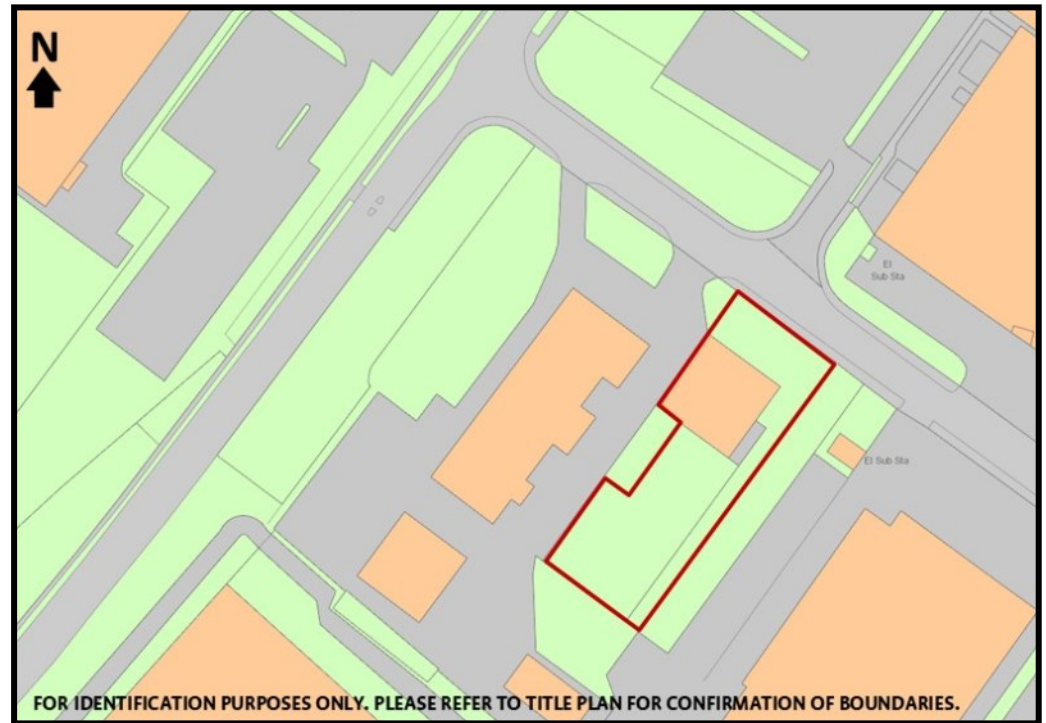 N
El
Sub Sta
El Sub Sta
FOR IDENTIFICATION PURPOSES ONLY. PLEASE REFER TO TITLE PLAN FOR CONFIRMATION OF BOUNDARIES.